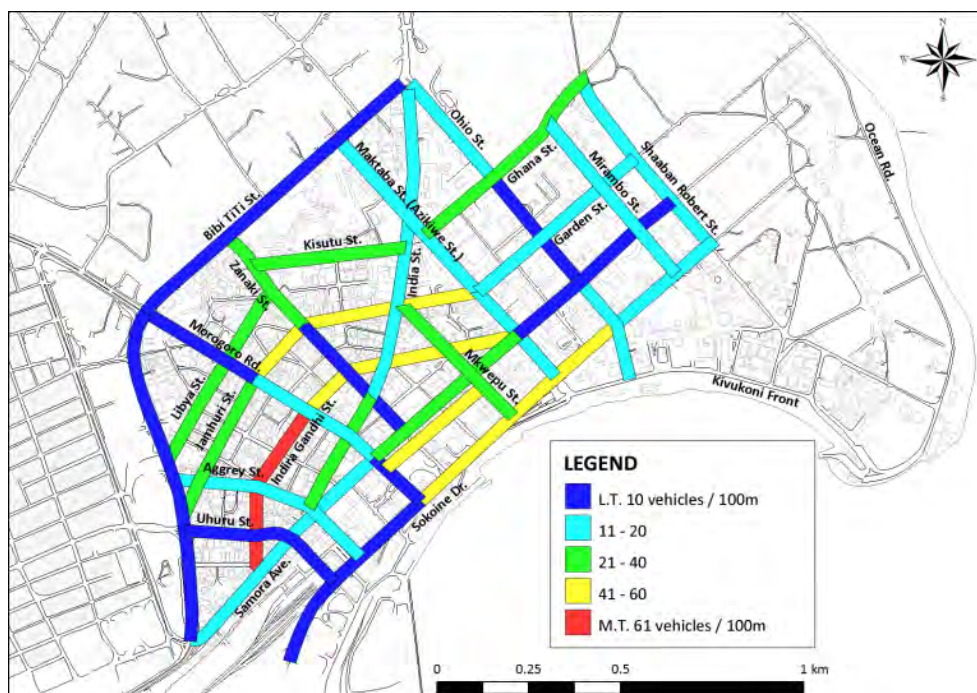 N
W
E
S
Ohio St.
Ghana St.
Shaaban Robert St.
Ocean Rd.
Maktaba St. (Azikiwe St.)
Mirambo St.
Bibi TiTi St.
Garden St.
Kisutu St.
India St.
Zanaki St.
Morogoro Rd.
Mkwepu St.
Kivukoni Front
Libya St.
Jamhuri St.
Indira Gandhi St.
Aggrey St.
Sokoine Dr.
Uhuru St.
Samora Ave.
LEGEND
L.T. 10 vehicles / 100m
11 - 20
21 - 40
41 - 60
M.T. 61 vehicles / 100m
0 0.5 1 km